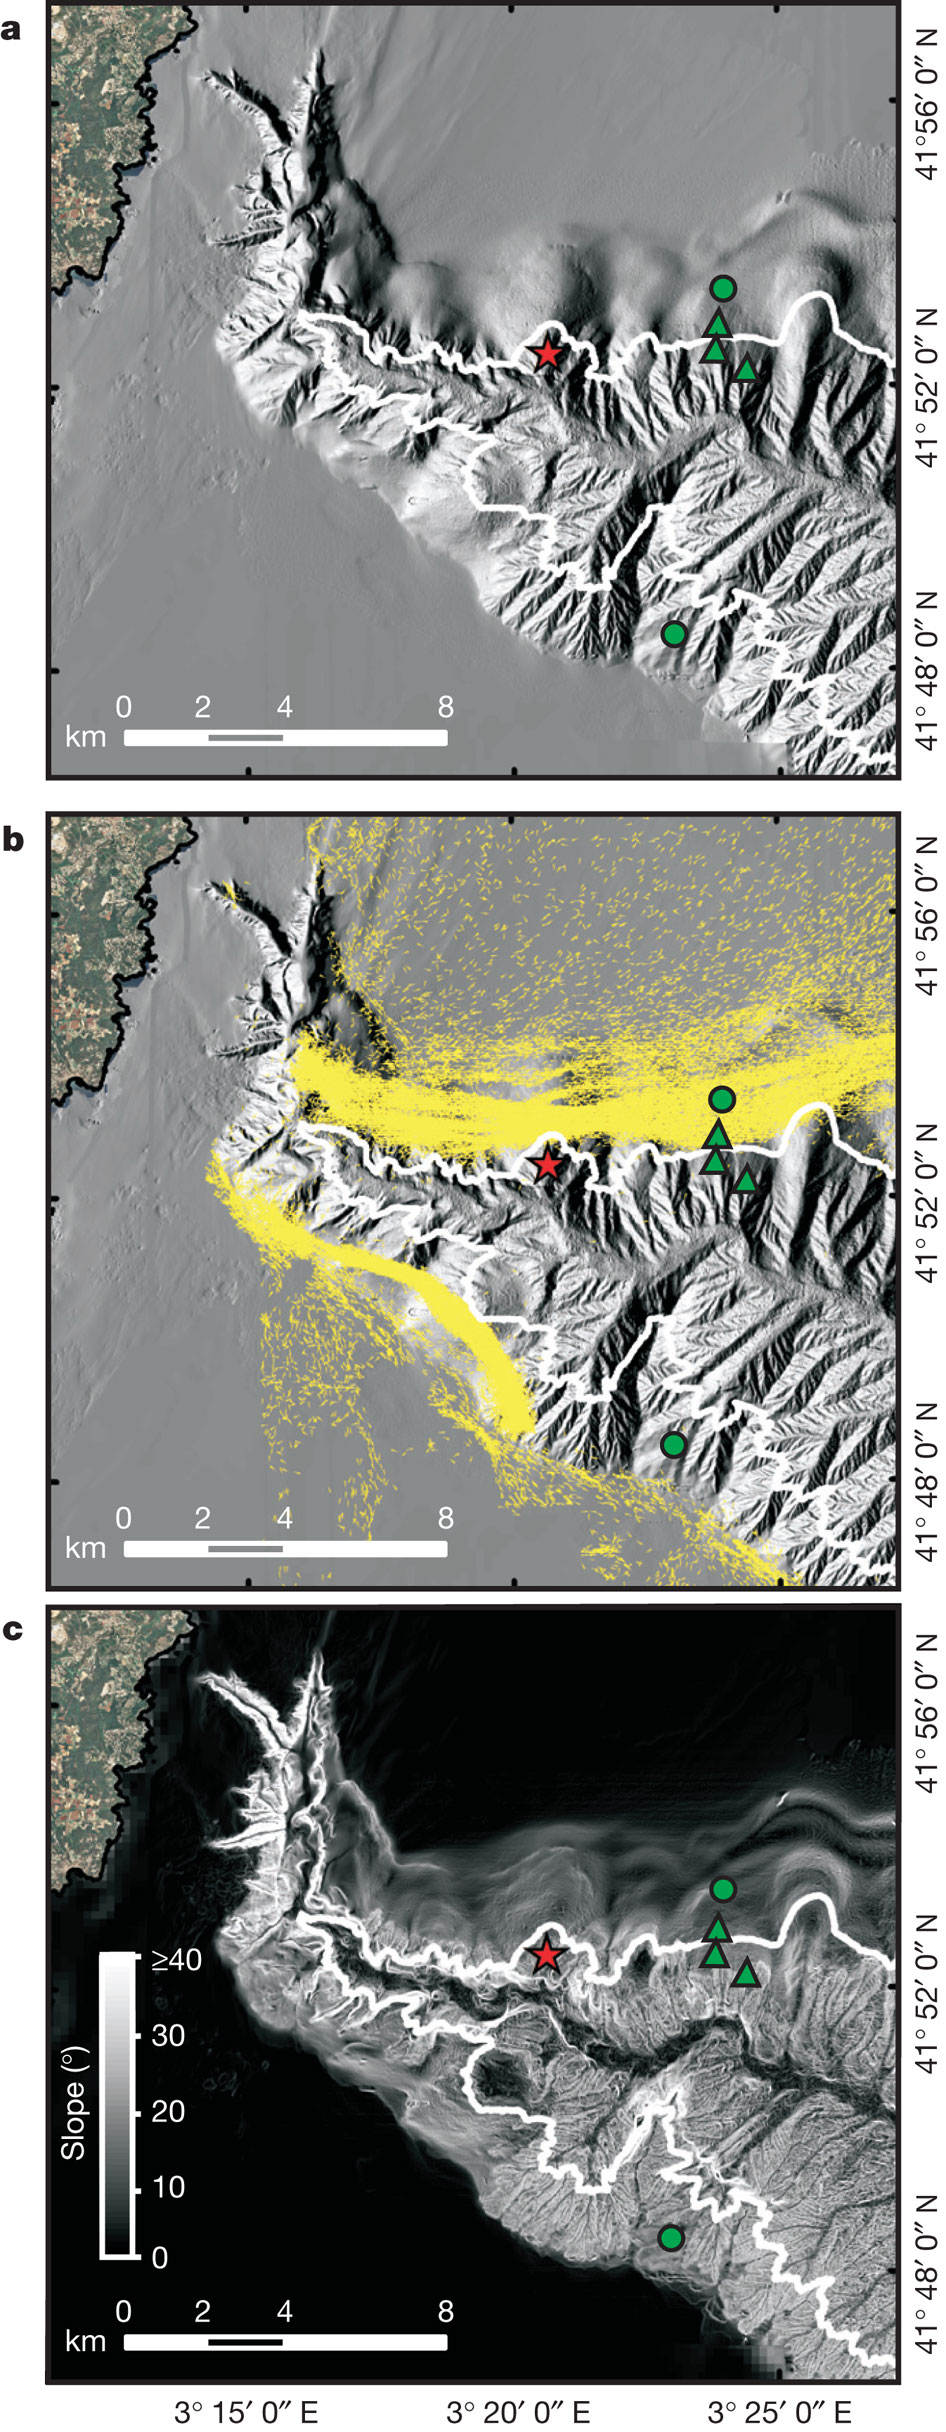 a
41°56′ 0″ N
41° 52′ 0″ N
41° 48′ 0″ N
0 2 4 8
km
b
41° 56′ 0″ N
41° 52′ 0″ N
41° 48′ 0″ N
0 2 4 8
km
c
41° 56′ 0″ N
41° 52′ 0″ N
41° 48′ 0″ N
Slope (°)
≥40
30
20
10
0
0 2 4 8
km
3° 15′ 0″ E 3° 20′ 0″ E 3° 25′ 0″ E